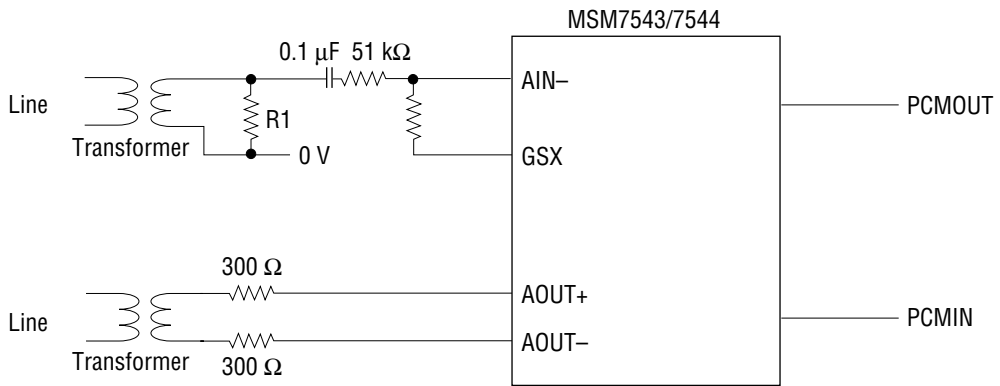 MSM7543/7544
0.1 μF 51 kΩ
AIN–
Line
R1
PCMOUT
Transformer
0 V
GSX
300 Ω
AOUT+
Line
PCMIN
AOUT–
Transformer
300 Ω